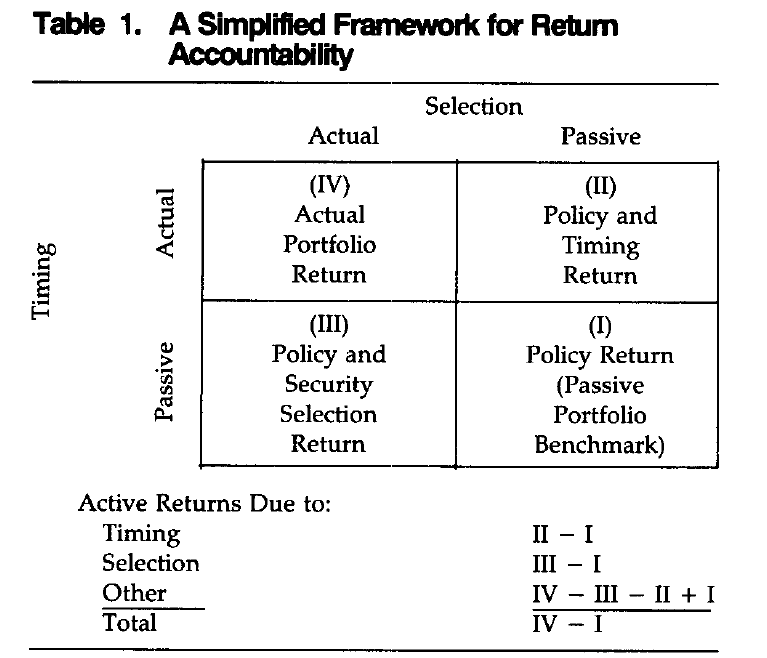 Table 1. A Simplified Framework for Return
Accountability
Selection
Actual Passive
Timing
Actual
(IV)
Actual
Portfolio
Return
(II)
Policy and
Timing
Return
Passive
(III)
Policy and
Security
Selection
Return
(I)
Policy Return
(Passive
Portfolio
Benchmark)
Active Returns Due to:
Timing II − I
Selection III − I
Other IV − III − II + I
Total IV − I